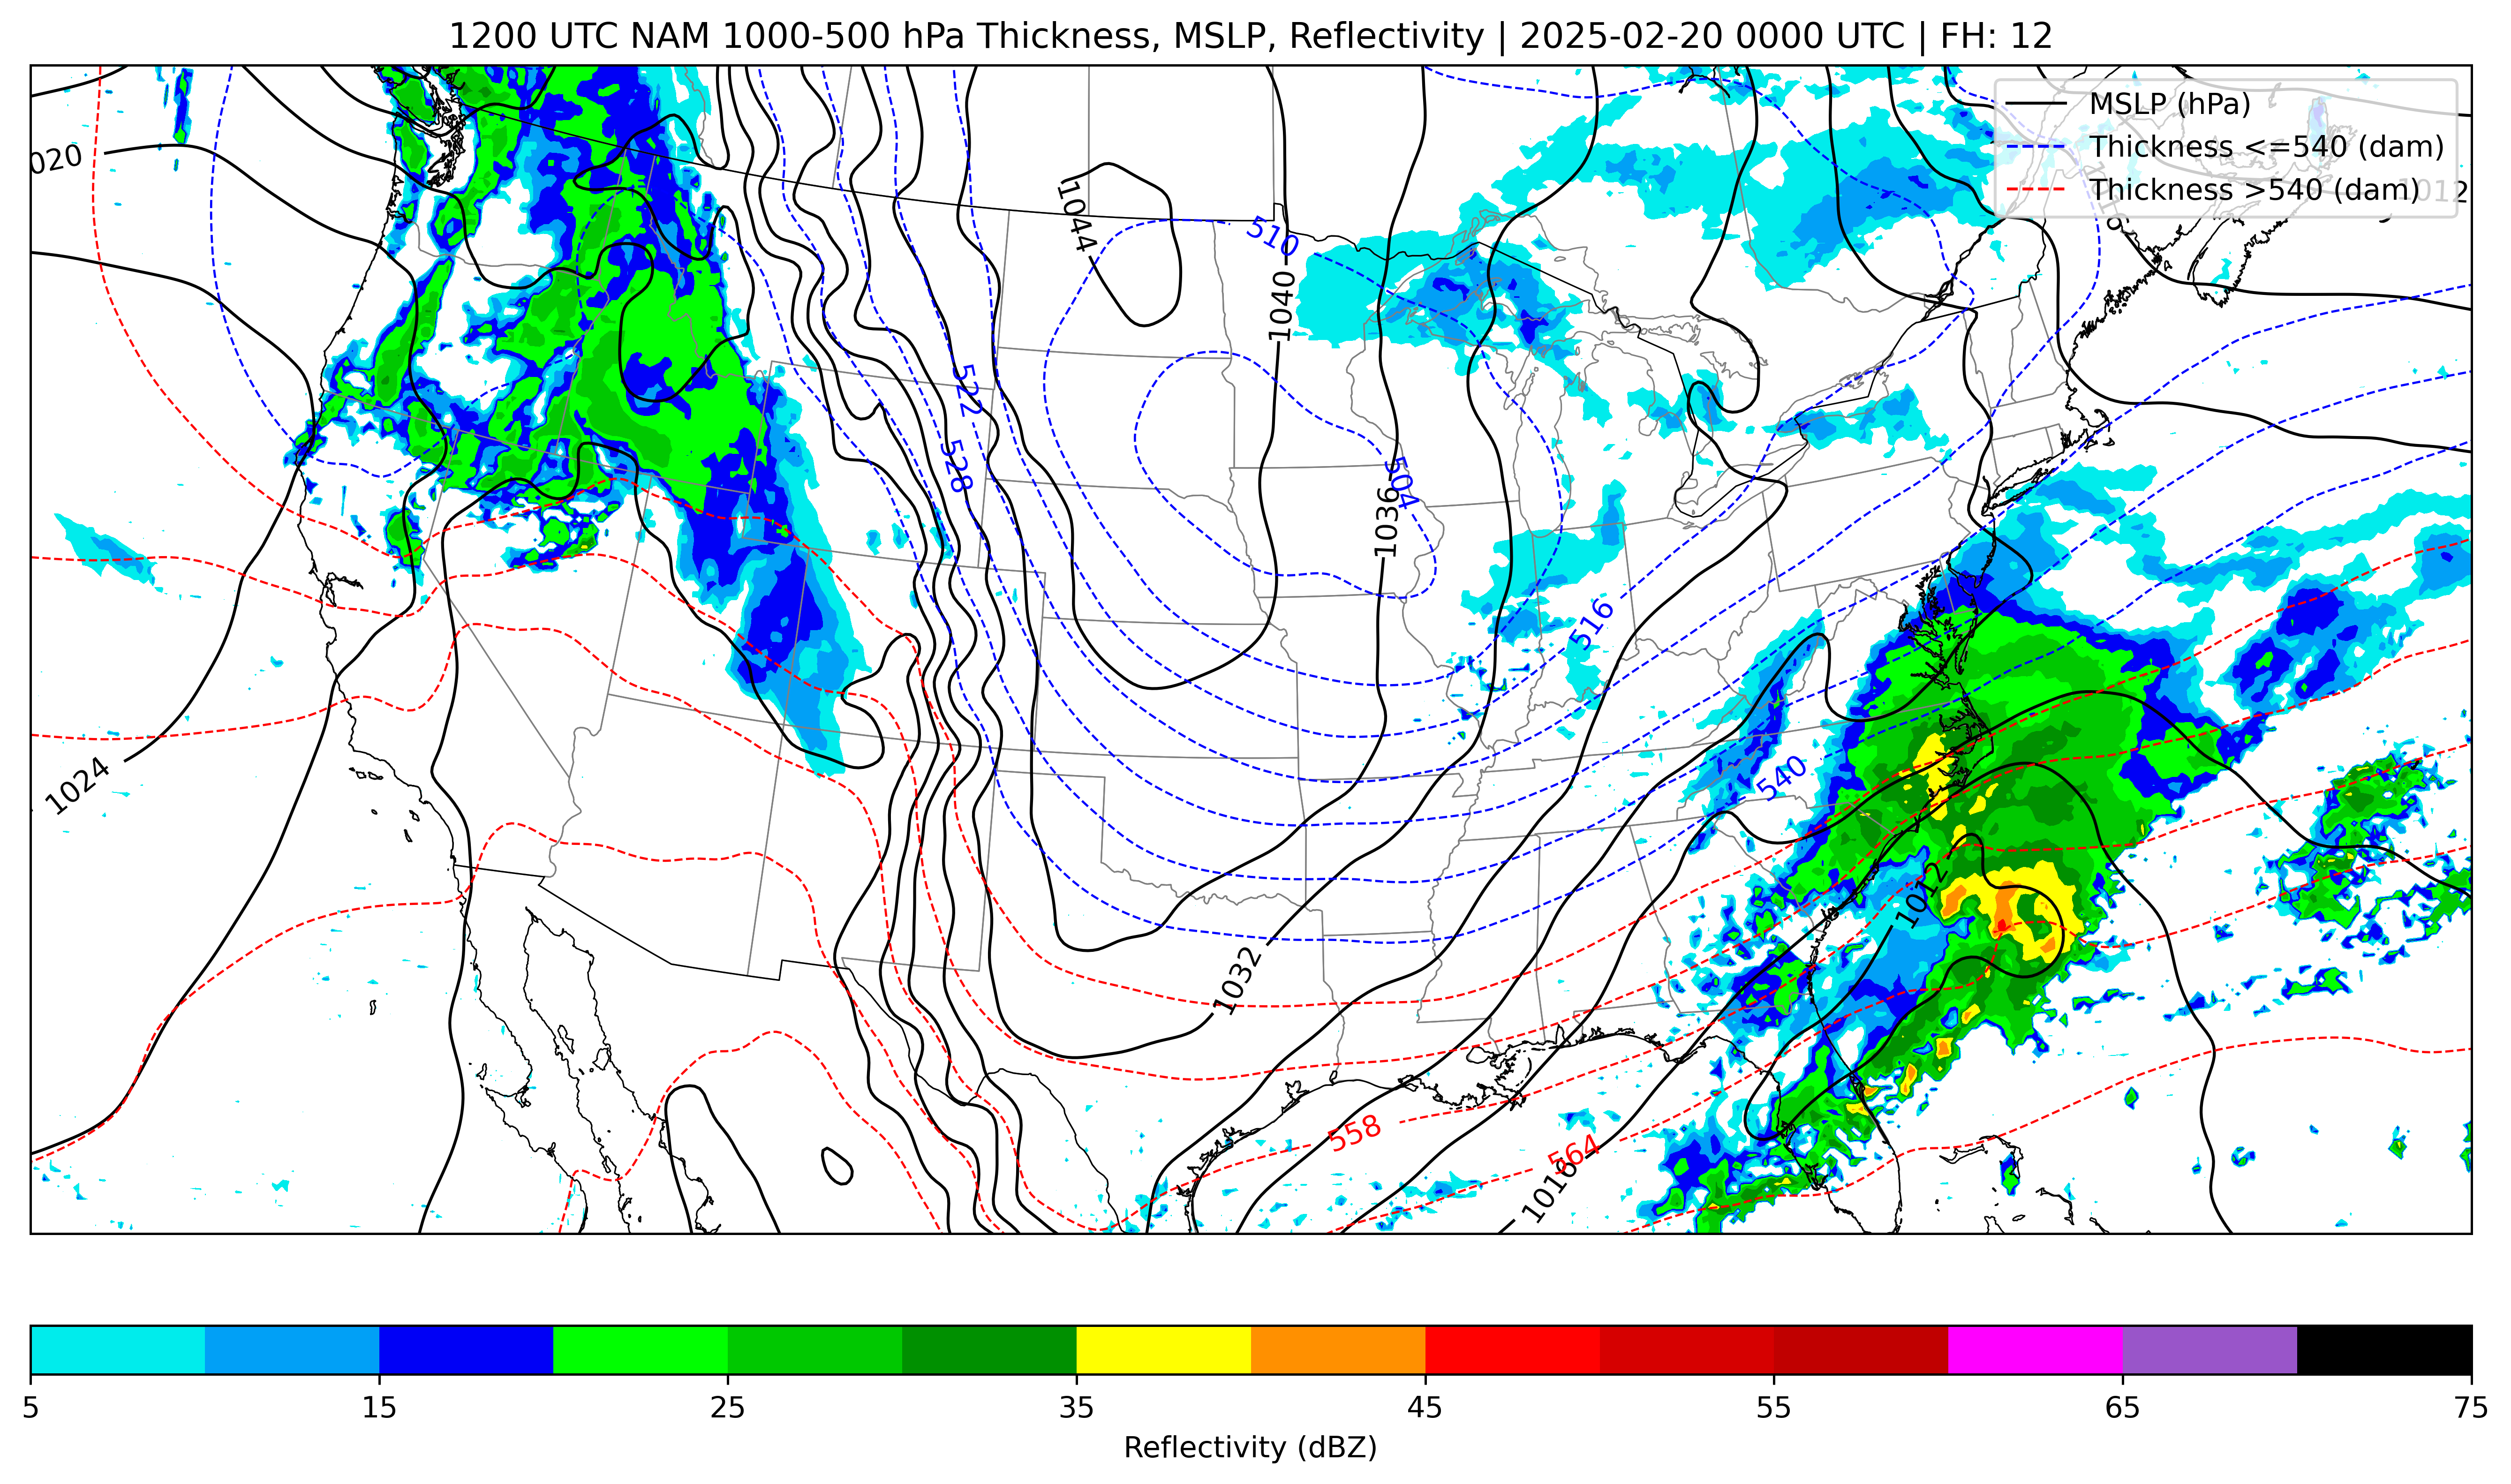 1200 UTC NAM 1000-500 hPa Thickness, MSLP, Reflectivity | 2025-02-20 0000 UTC | FH: 12
MSLP (hPa)
Thickness <=540 (dam)
Thickness >540 (dam)
020
1044
510
1012
1040
522
528
504
1036
516
1024
540
1012
1032
558
564
1016
5 15 25 35 45 55 65 75
Reflectivity (dBZ)